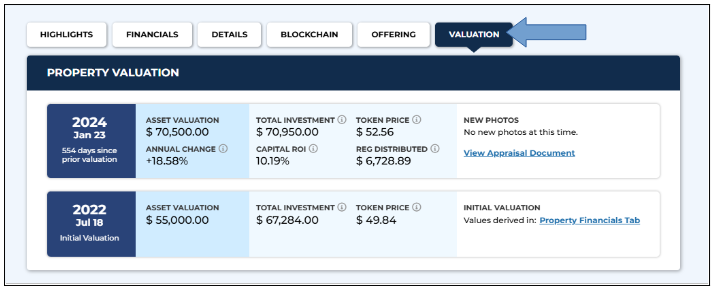 HIGHLIGHTS FINANCIALS DETAILS BLOCKCHAIN OFFERING VALUATION
PROPERTY VALUATION
2024
Jan 23
554 days since
prior valuation
ASSET VALUATION
$ 70,500.00
ANNUAL CHANGE
+18.58%
TOTAL INVESTMENT
$ 70,950.00
CAPITAL ROI
10.19%
TOKEN PRICE
$ 52.56
REG DISTRIBUTED
$ 6,728.89
NEW PHOTOS
No new photos at this time.
View Appraisal Document
2022
Jul 18
Initial Valuation
ASSET VALUATION
$ 55,000.00
TOTAL INVESTMENT
$ 67,284.00
TOKEN PRICE
$ 49.84
INITIAL VALUATION
Values derived in: Property Financials Tab